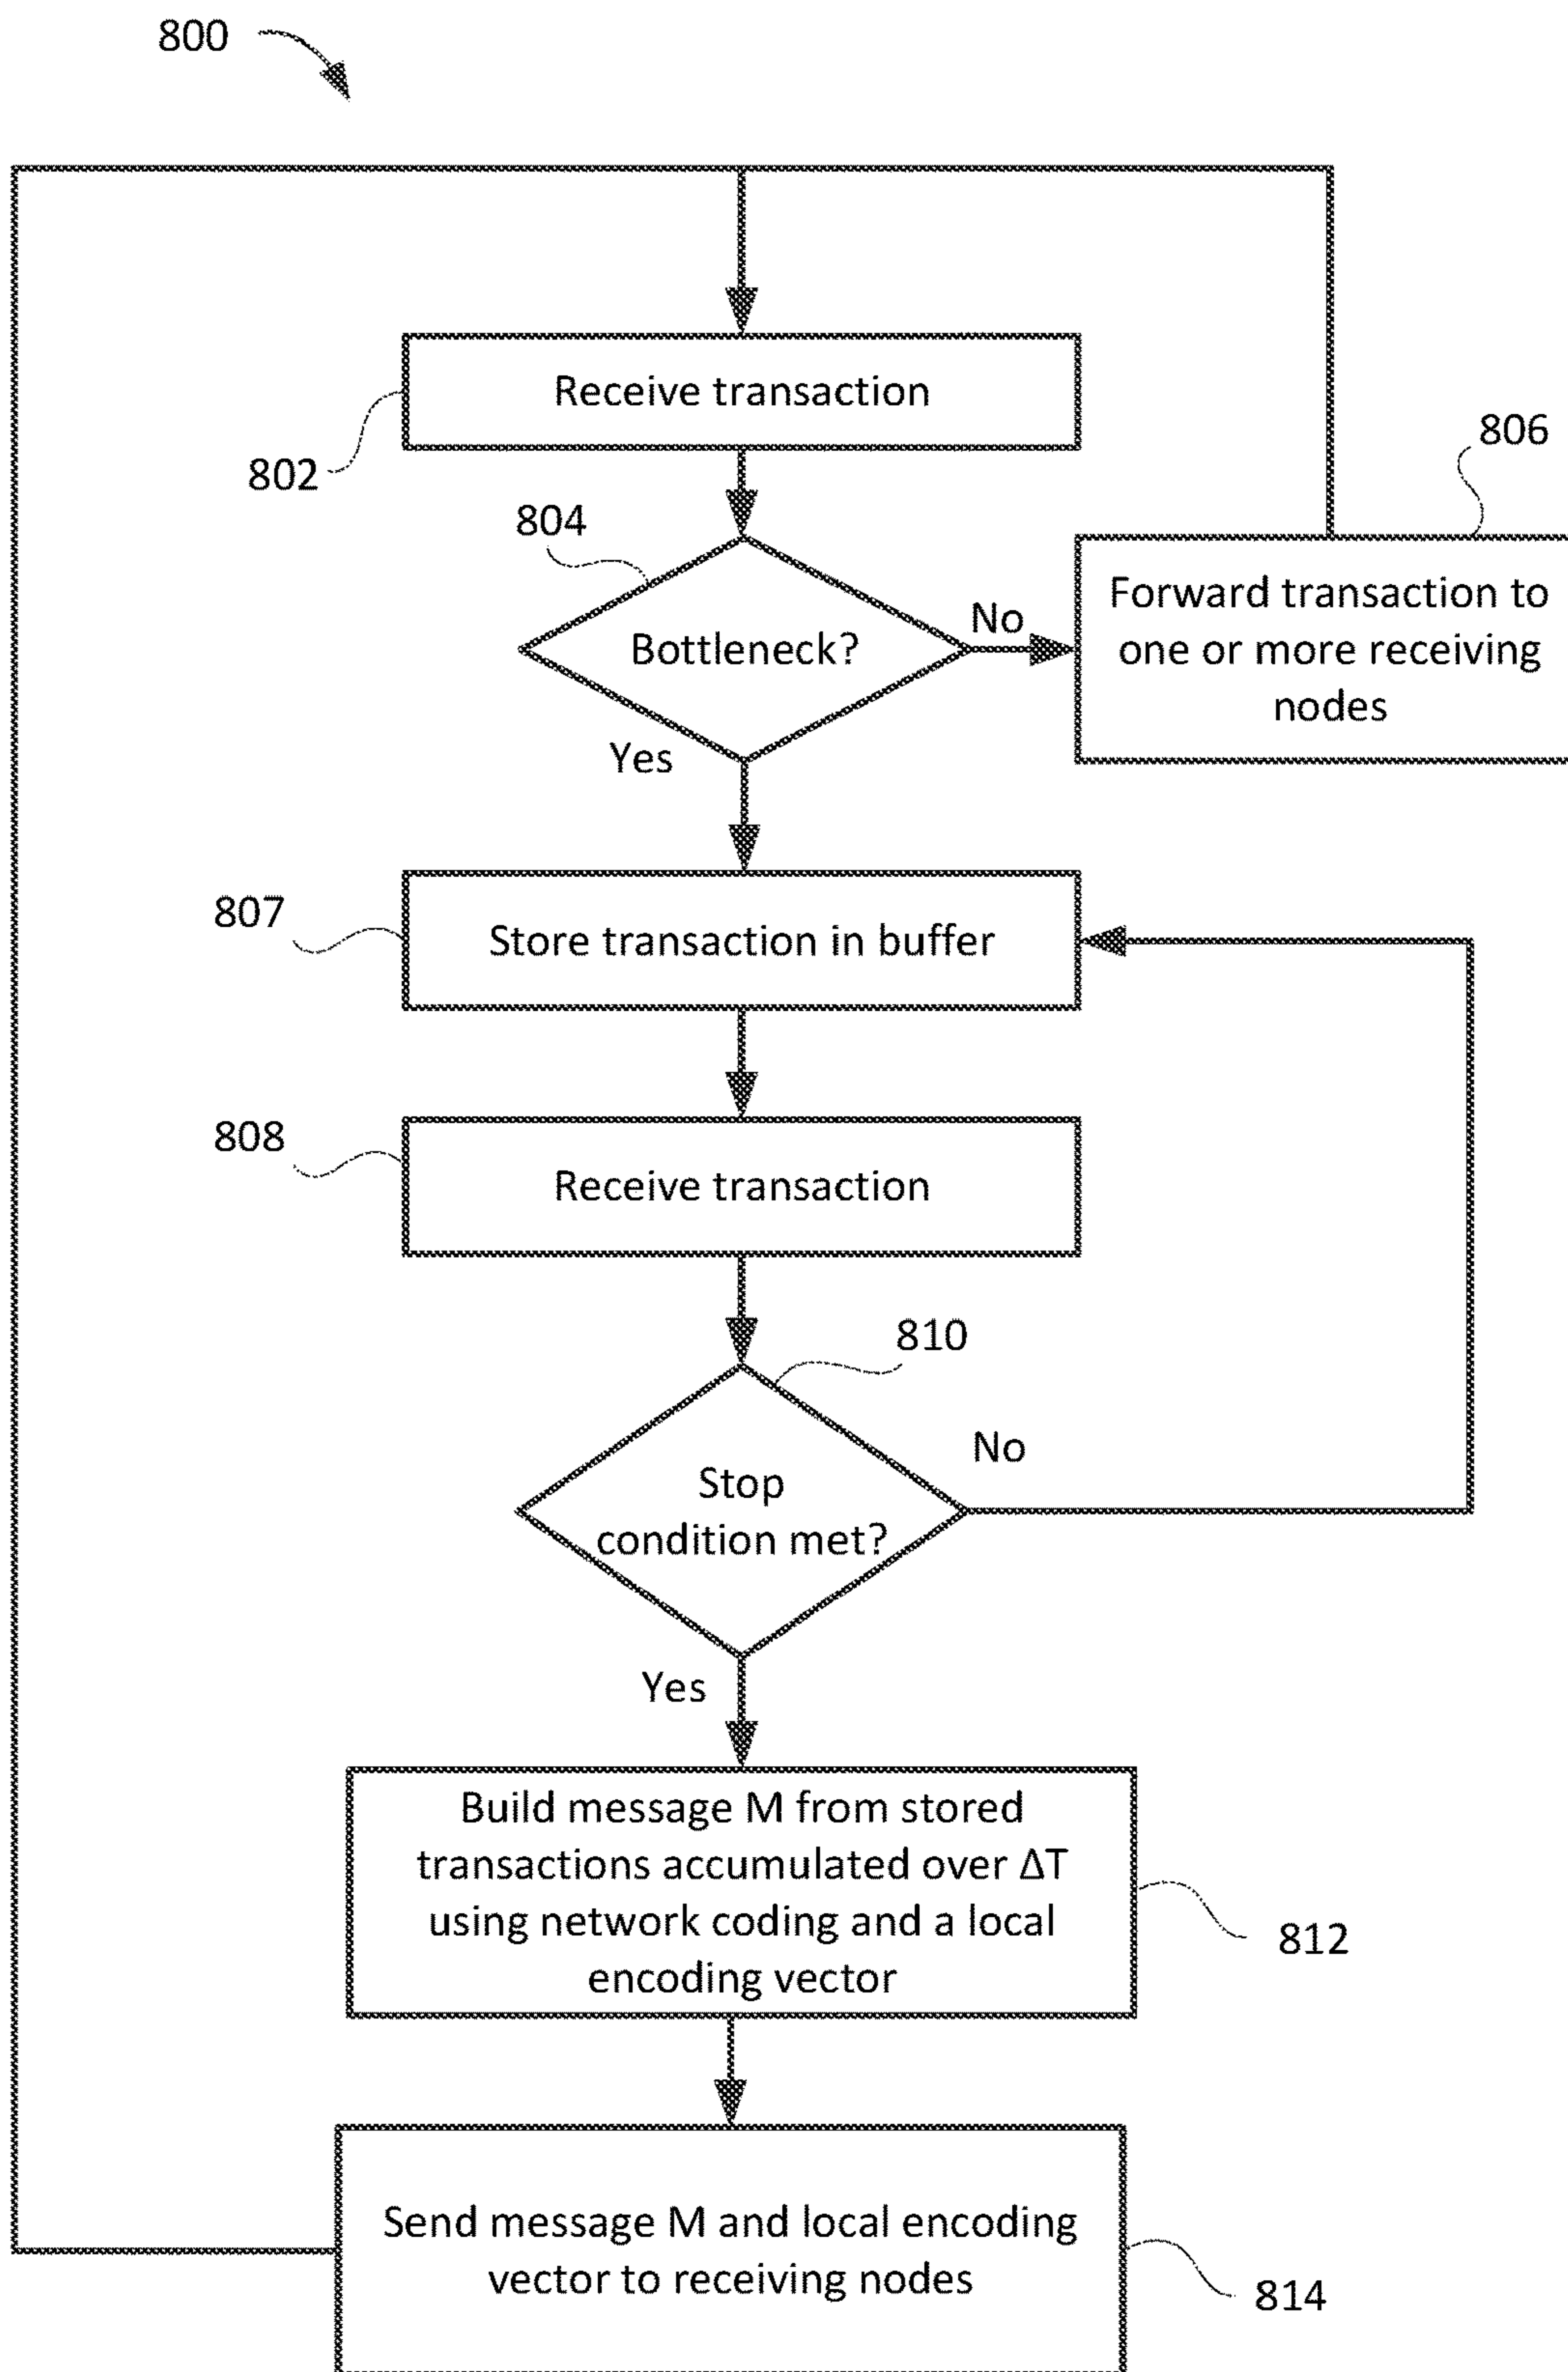 800
Receive transaction
802
804
806
Bottleneck?
No
Forward transaction to
one or more receiving
nodes
Yes
807
Store transaction in buffer
808
Receive transaction
810
Stop
condition met?
No
Yes
Build message M from stored
transactions accumulated over ΔT
using network coding and a local
encoding vector
812
Send message M and local encoding
vector to receiving nodes
814